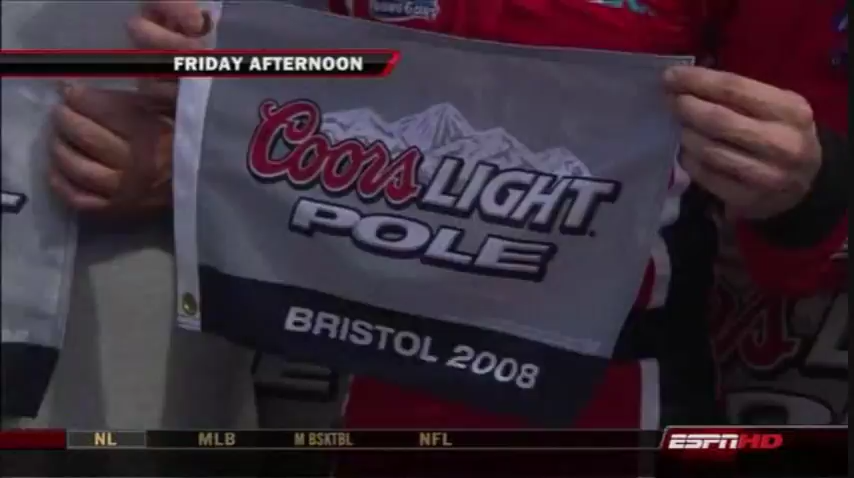 FRIDAY AFTERNOON
Coors LIGHT.
POLE
BRISTOL 2008
NL MLB M BSKTBL NFL
ESPN HD